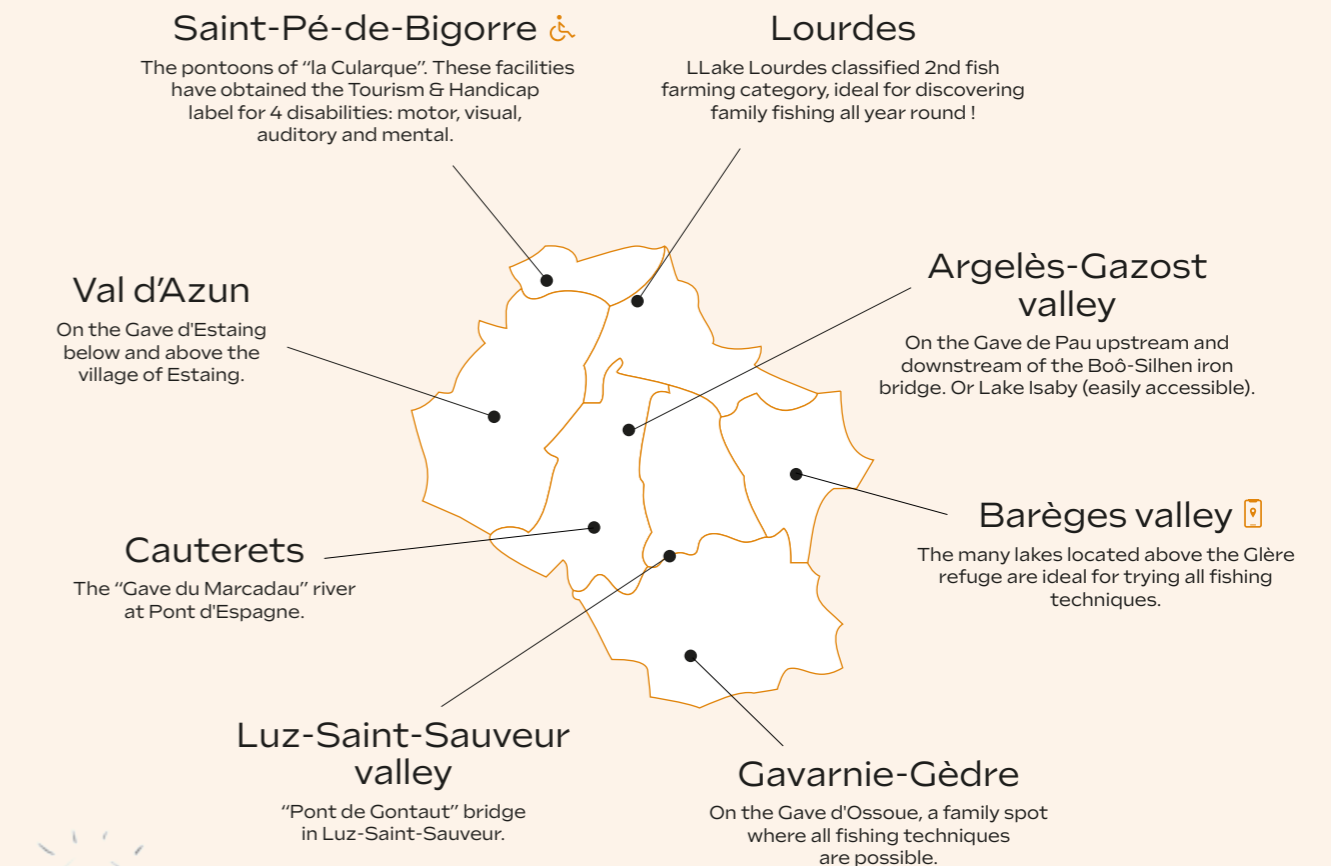 Saint-Pé-de-Bigorre
The pontoons of “la Cularque”. These facilities
have obtained the Tourism & Handicap
label for 4 disabilities: motor, visual,
auditory and mental.
Lourdes
LLake Lourdes classified 2nd fish
farming category, ideal for discovering
family fishing all year round !
Val d’Azun
On the Gave d'Estaing
below and above the
village of Estaing.
Argelès-Gazost
valley
On the Gave de Pau upstream and
downstream of the Boô-Silhen iron
bridge. Or Lake Isaby (easily accessible).
Cauterets
The “Gave du Marcadau” river
at Pont d'Espagne.
Barèges valley
The many lakes located above the Glère
refuge are ideal for trying all fishing
techniques.
Luz-Saint-Sauveur
valley
“Pont de Gontaut” bridge
in Luz-Saint-Sauveur.
Gavarnie-Gèdre
On the Gave d'Ossoue, a family spot
where all fishing techniques
are possible.